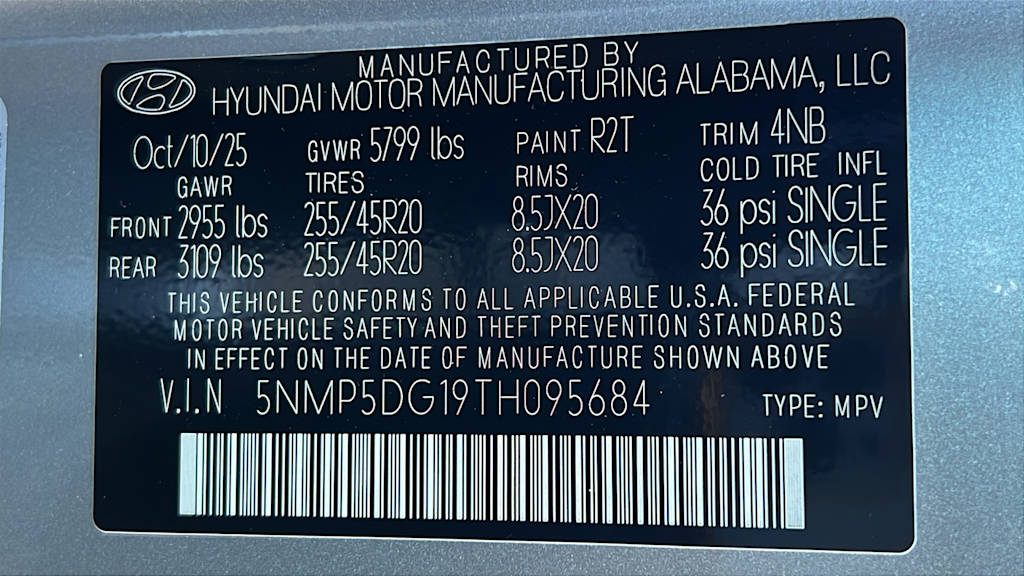 MANUFACTURED BY
HYUNDAI MOTOR MANUFACTURING ALABAMA, LLC
Oct/10/25 GVWR 5799 lbs PAINT R2T TRIM 4NB
GAWR TIRES RIMS COLD TIRE INFL
FRONT 2955 lbs 255/45R20 8.5JX20 36 psi SINGLE
REAR 3109 lbs 255/45R20 8.5JX20 36 psi SINGLE
THIS VEHICLE CONFORMS TO ALL APPLICABLE U.S.A. FEDERAL
MOTOR VEHICLE SAFETY AND THEFT PREVENTION STANDARDS
IN EFFECT ON THE DATE OF MANUFACTURE SHOWN ABOVE
V.I.N 5NMP5DG19TH095684 TYPE: MPV